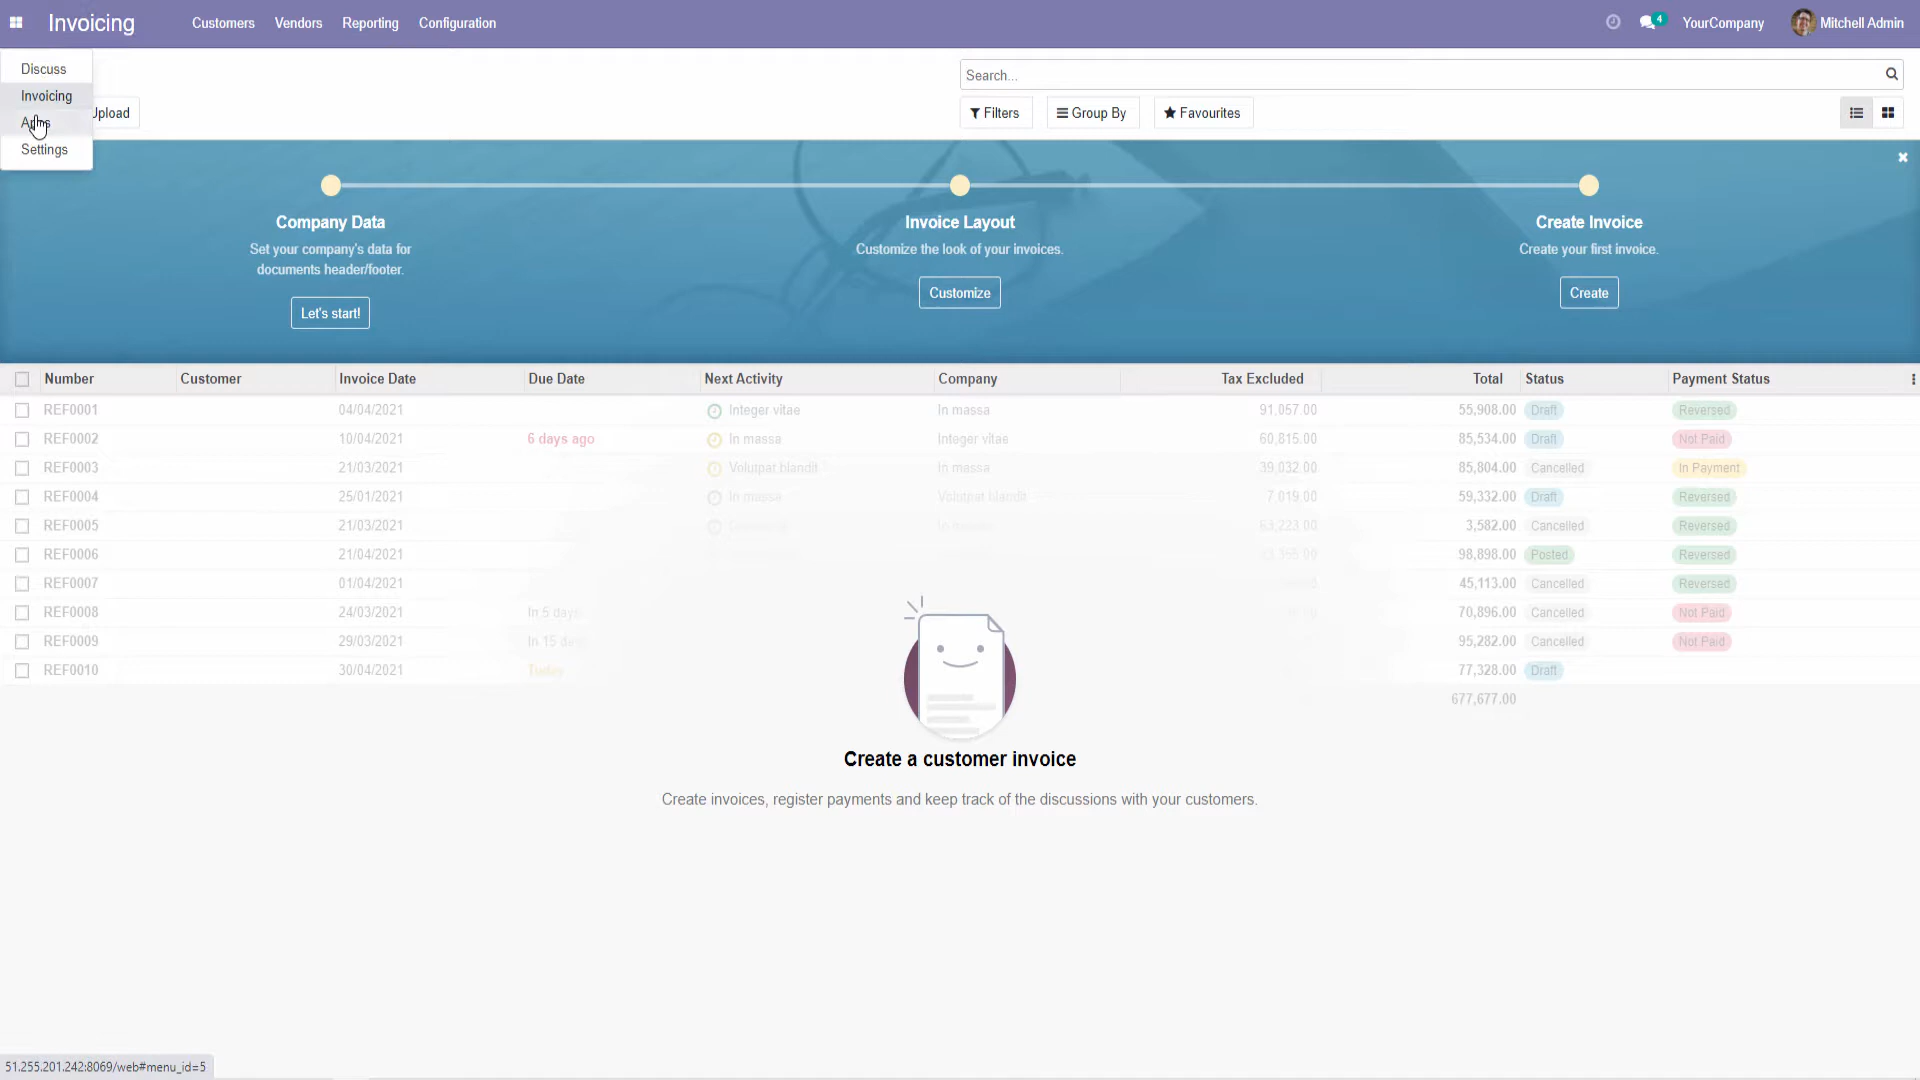 Invoicing Customers Vendors Reporting Configuration 4 YourCompany Mitchell Admin
Discuss
Invoicing
Apps
Settings
Upload
Search...
Filters Group By Favourites
Company Data
Set your company's data for
documents header/footer.
Let's start!
Invoice Layout
Customize the look of your invoices.
Customize
Create Invoice
Create your first invoice.
Create
Number Customer Invoice Date Due Date Next Activity Company Tax Excluded Total Status Payment Status
REF0001 04/04/2021 Integer vitae In massa 91,057.00 55,908.00 Draft Reversed
REF0002 10/04/2021 6 days ago In massa Integer vitae 60,815.00 85,534.00 Draft Not Paid
REF0003 21/03/2021 Volutpat blandit In massa 39,032.00 85,804.00 Cancelled In Payment
REF0004 25/01/2021 In massa Volutpat blandit 7,019.00 59,332.00 Draft Reversed
REF0005 21/03/2021 In massa 63,223.00 3,582.00 Cancelled Reversed
REF0006 21/04/2021 98,898.00 Posted Reversed
REF0007 01/04/2021 45,113.00 Cancelled Reversed
REF0008 24/03/2021 In 5 days 70,896.00 Cancelled Not Paid
REF0009 29/03/2021 In 15 days 95,282.00 Cancelled Not Paid
REF0010 30/04/2021 Today 77,328.00 Draft
677,677.00
Create a customer invoice
Create invoices, register payments and keep track of the discussions with your customers.
51.255.201.242:8069/web#menu_id=5